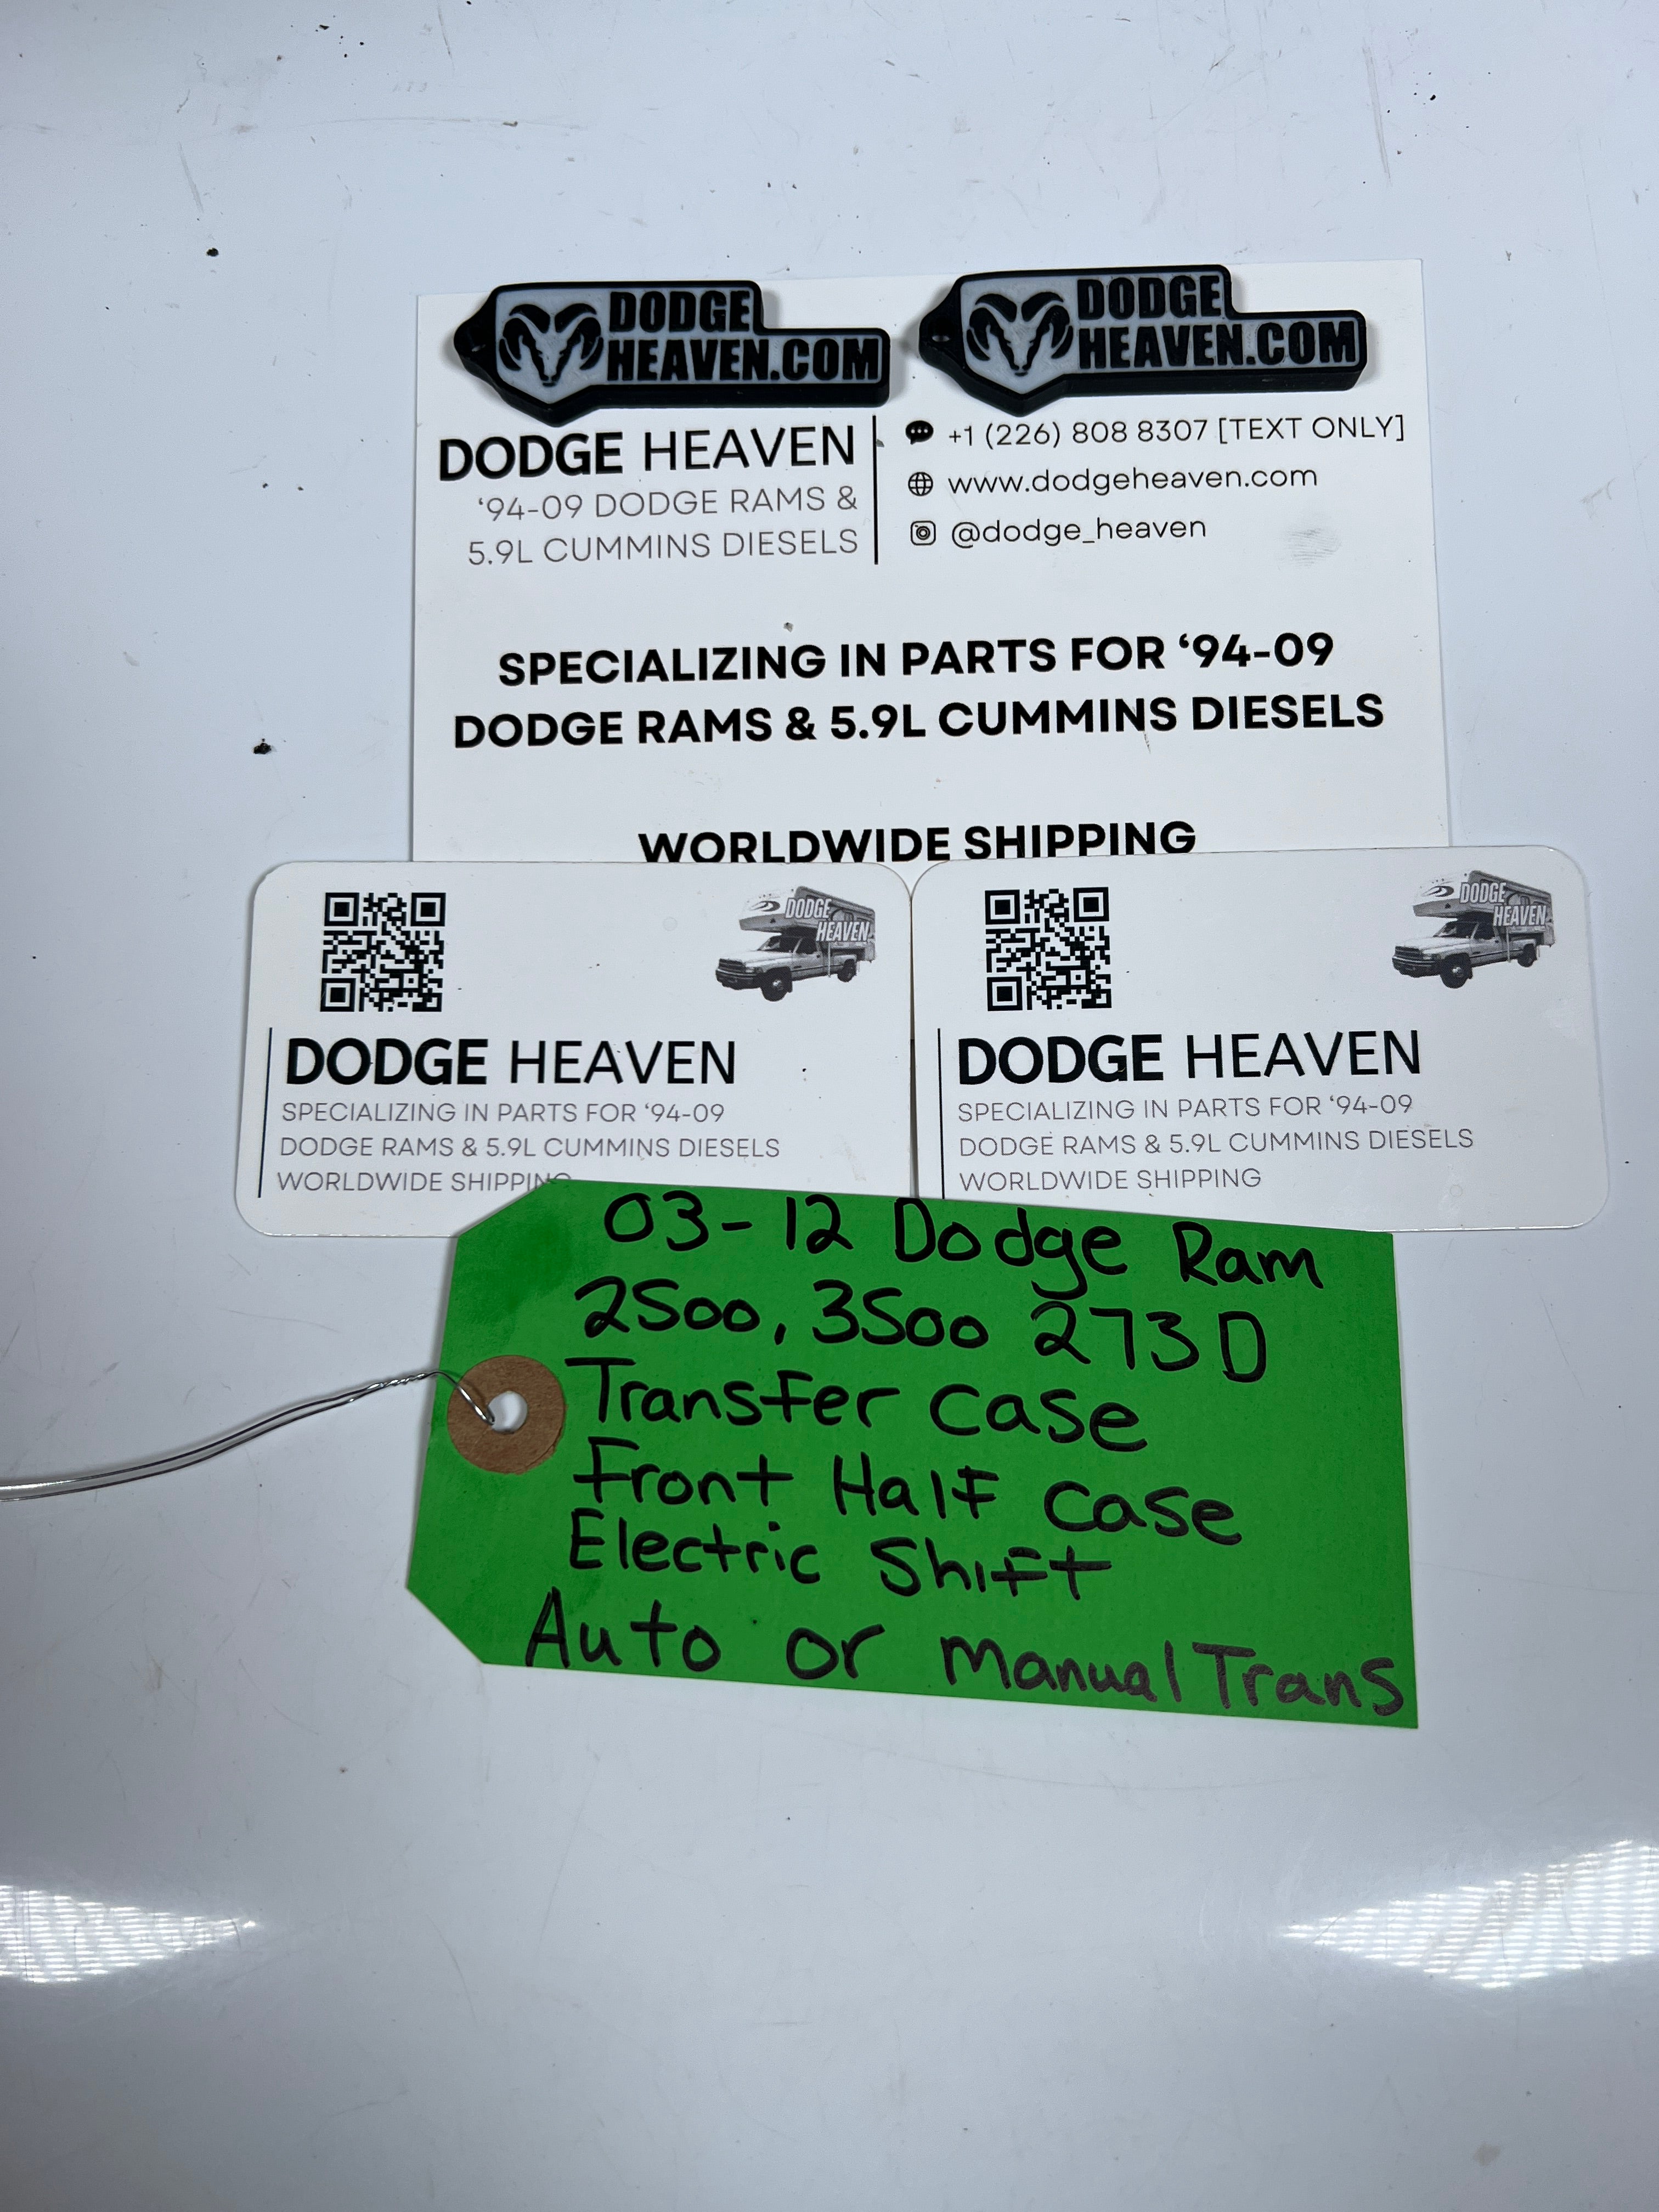 DODGE
HEAVEN.COM
DODGE
HEAVEN.COM
DODGE HEAVEN
‘94-09 DODGE RAMS &
5.9L CUMMINS DIESELS
+1 (226) 808 8307 [TEXT ONLY]
www.dodgeheaven.com
@dodge_heaven
SPECIALIZING IN PARTS FOR ‘94-09
DODGE RAMS & 5.9L CUMMINS DIESELS
WORLDWIDE SHIPPING
DODGE
HEAVEN
DODGE HEAVEN
SPECIALIZING IN PARTS FOR ‘94-09
DODGE RAMS & 5.9L CUMMINS DIESELS
WORLDWIDE SHIPPING
DODGE
HEAVEN
DODGE HEAVEN
SPECIALIZING IN PARTS FOR ‘94-09
DODGE RAMS & 5.9L CUMMINS DIESELS
WORLDWIDE SHIPPING
03-12 Dodge Ram
2500, 3500 273D
Transfer Case
Front Half Case
Electric Shift
Auto or Manual Trans